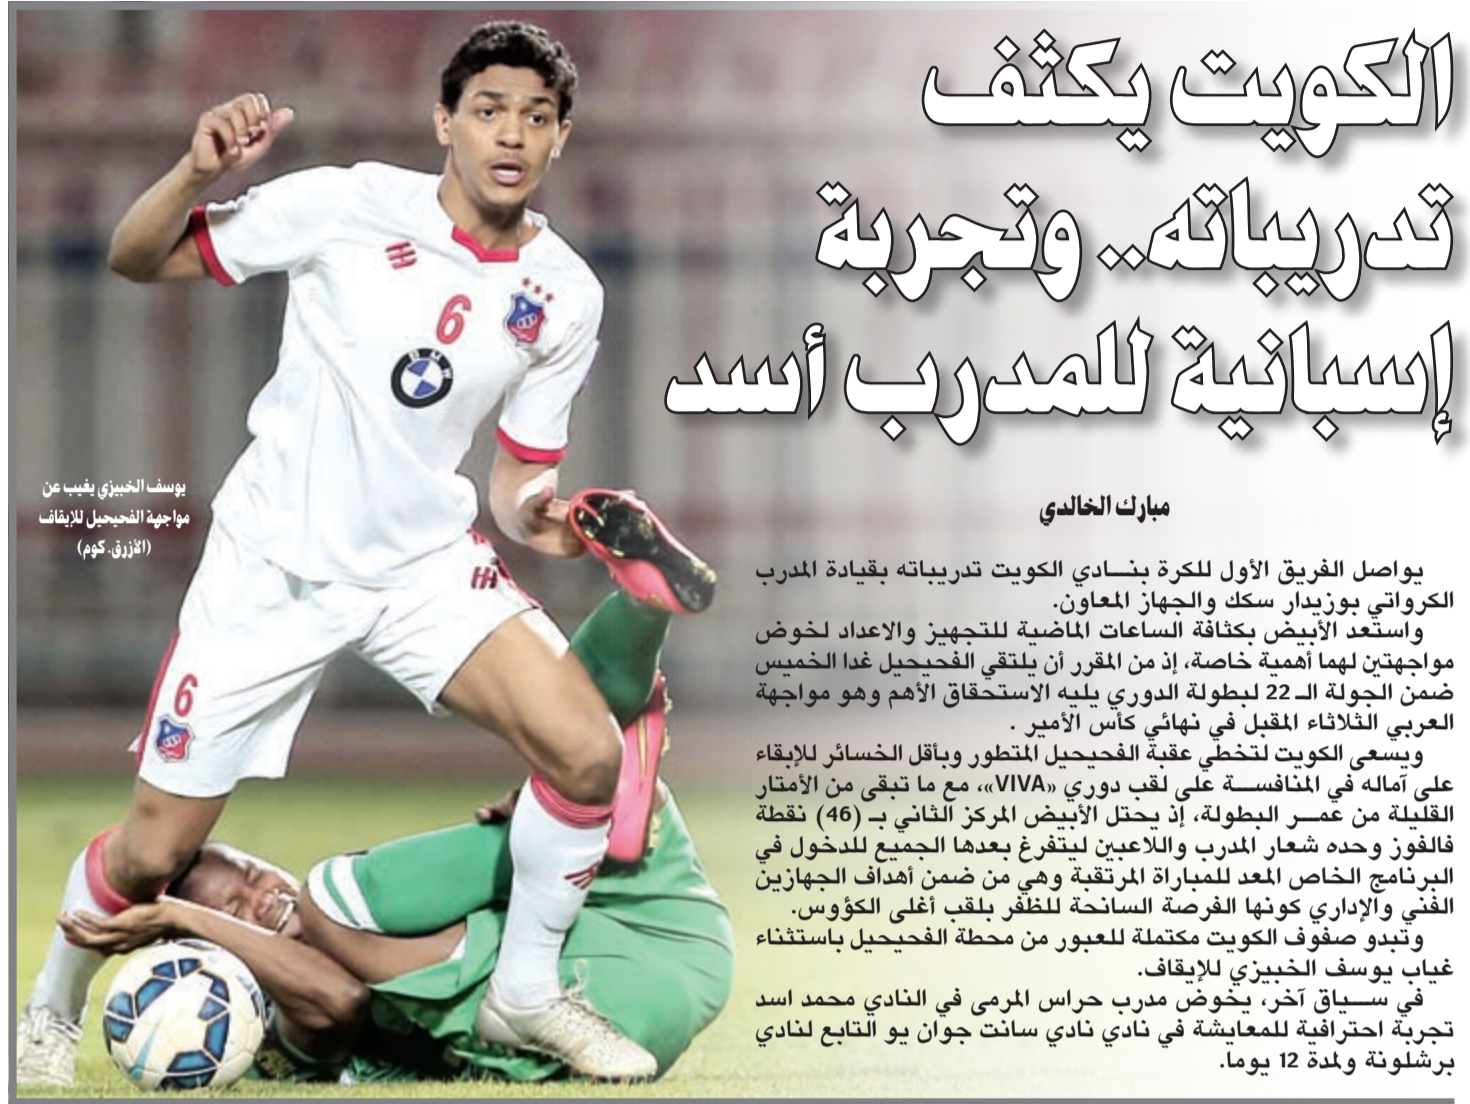 الكويت يكثف
تدريباته.. وتجربة
إسبانية للمدرب أسد
مبارك الخالدي
يواصل الفريق الأول للكرة بنادي الكويت تدريباته بقيادة المدرب
الكرواتي بوزيدار سكك والجهاز المعاون.
واستعد الأبيض بكثافة الساعات الماضية للتجهيز والاعداد لخوض
مواجهتين لهما أهمية خاصة، إذ من المقرر أن يلتقي الفحيحيل غدا الخميس
ضمن الجولة الـ 22 لبطولة الدوري يليه الاستحقاق الأهم وهو مواجهة
العربي الثلاثاء المقبل في نهائي كأس الأمير .
ويسعى الكويت لتخطي عقبة الفحيحيل المتطور وبأقل الخسائر للإبقاء
على آماله في المنافسة على لقب دوري «VIVA»، مع ما تبقى من الأمتار
القليلة من عمر البطولة، إذ يحتل الأبيض المركز الثاني بـ (46) نقطة
فالفوز وحده شعار المدرب واللاعبين ليتفرغ بعدها الجميع للدخول في
البرنامج الخاص المعد للمباراة المرتقبة وهي من ضمن أهداف الجهازين
الفني والإداري كونها الفرصة السانحة للظفر بلقب أغلى الكؤوس.
وتبدو صفوف الكويت مكتملة للعبور من محطة الفحيحيل باستثناء
غياب يوسف الخبيزي للإيقاف.
في سياق آخر، يخوض مدرب حراس المرمى في النادي محمد اسد
تجربة احترافية للمعايشة في نادي نادي سانت جوان يو التابع لنادي
برشلونة ولمدة 12 يوما.
يوسف الخبيزي يغيب عن
مواجهة الفحيحيل للإيقاف
(الأزرق.كوم)
6
BMW
6